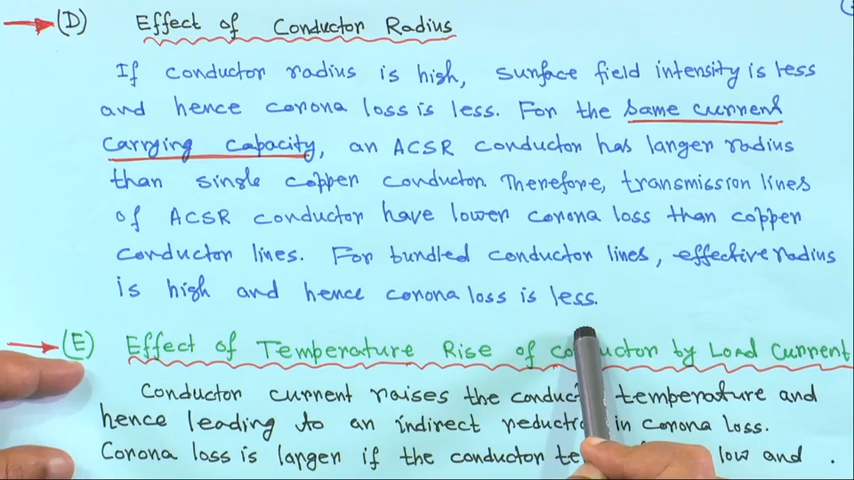 (D) Effect of Conductor Radius
If conductor radius is high, surface field intensity is less
and hence corona loss is less. For the same current
carrying capacity, an ACSR conductor has larger radius
than single copper conductor. Therefore, transmission lines
of ACSR conductor have lower corona loss than copper
conductor lines. For bundled conductor lines, effective radius
is high and hence corona loss is less.
(E) Effect of Temperature Rise of conductor by Load Current
Conductor current raises the conductor temperature and
hence leading to an indirect reduction in corona loss.
Corona loss is larger if the conductor low and .